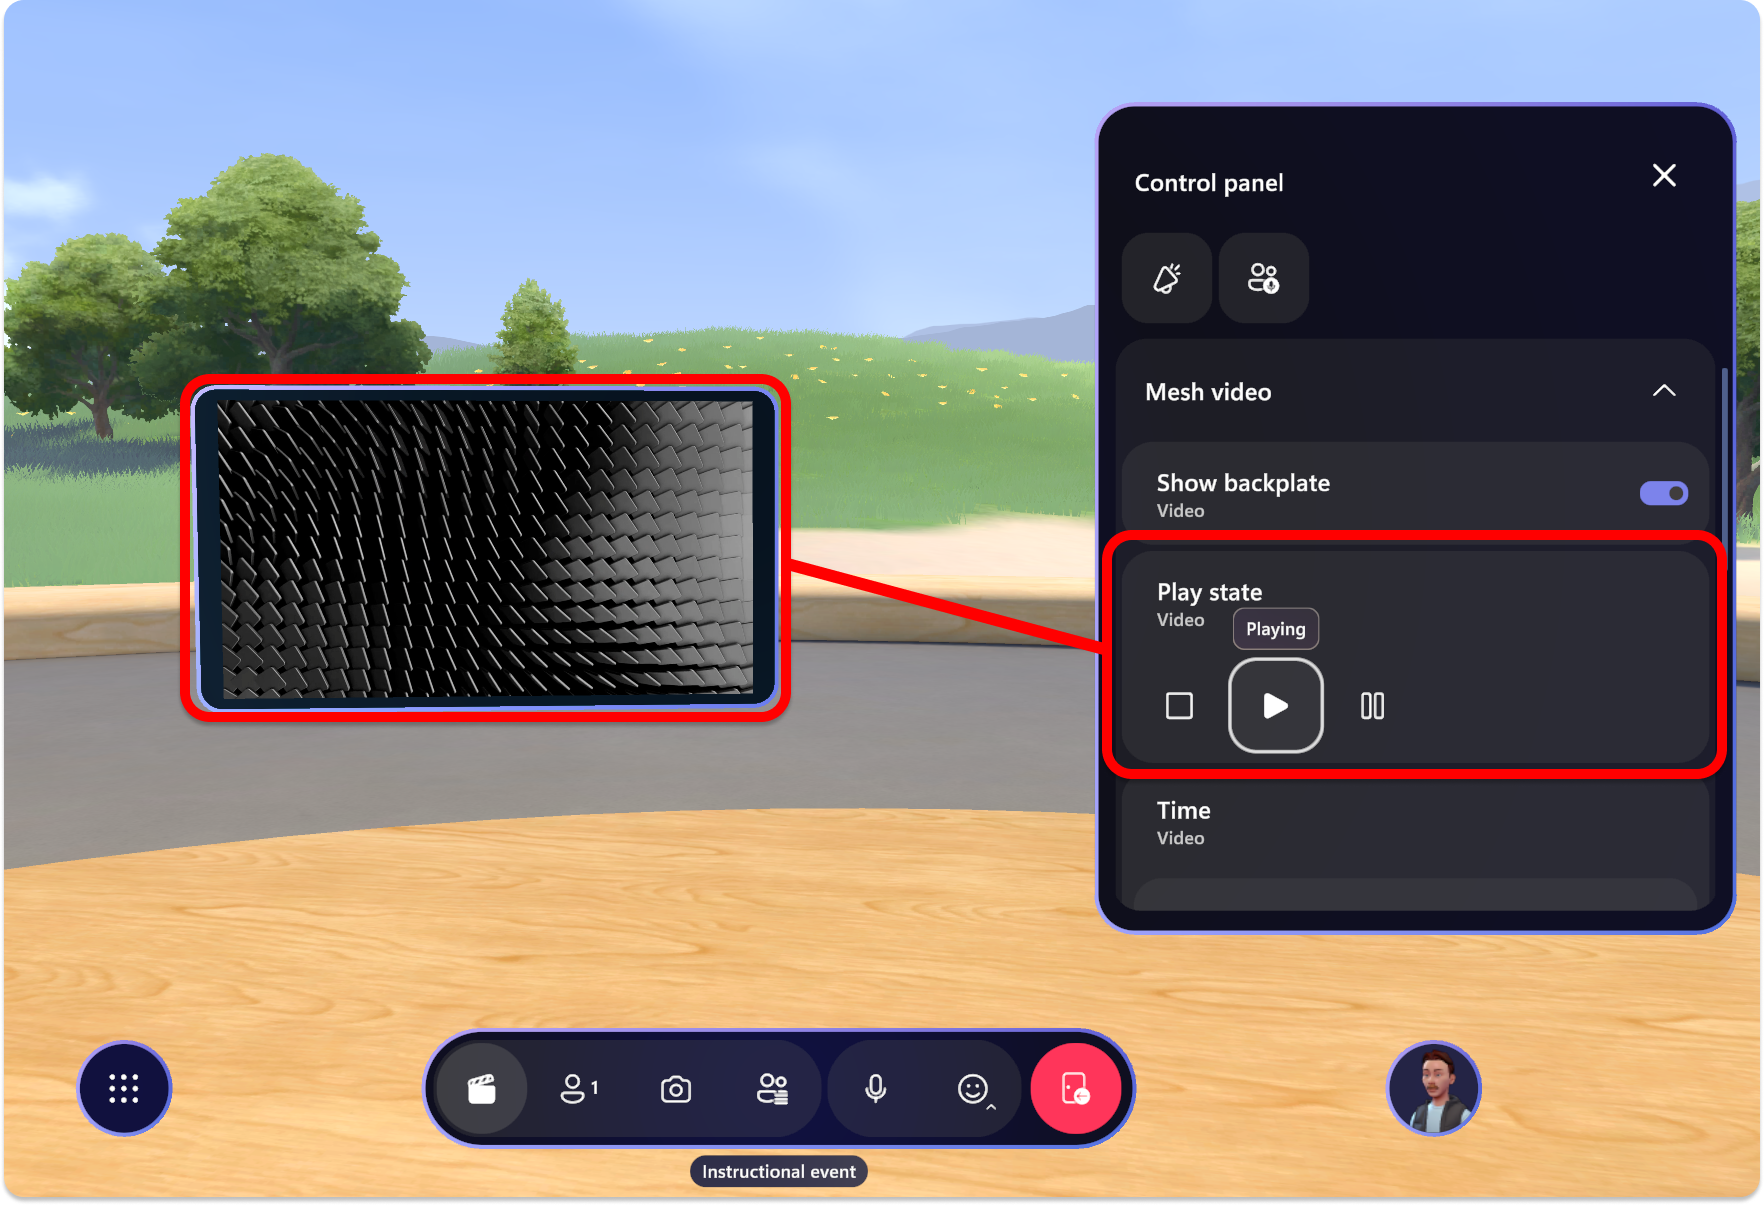 Control panel
Mesh video
Show backplate
Video
Play state
Video
Playing
Time
Video
1
Instructional event